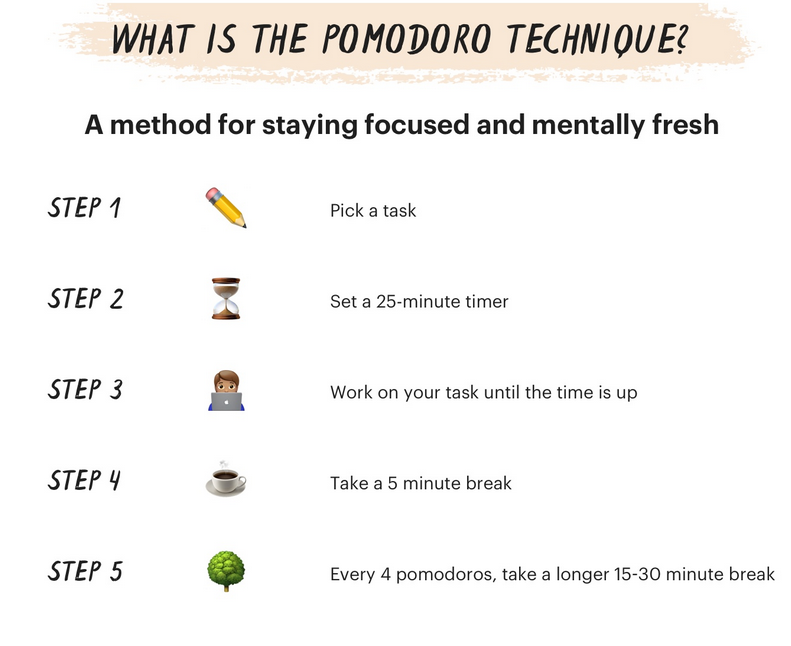 WHAT IS THE POMODORO TECHNIQUE?
A method for staying focused and mentally fresh
STEP 1 Pick a task
STEP 2 Set a 25-minute timer
STEP 3 Work on your task until the time is up
STEP 4 Take a 5 minute break
STEP 5 Every 4 pomodoros, take a longer 15-30 minute break